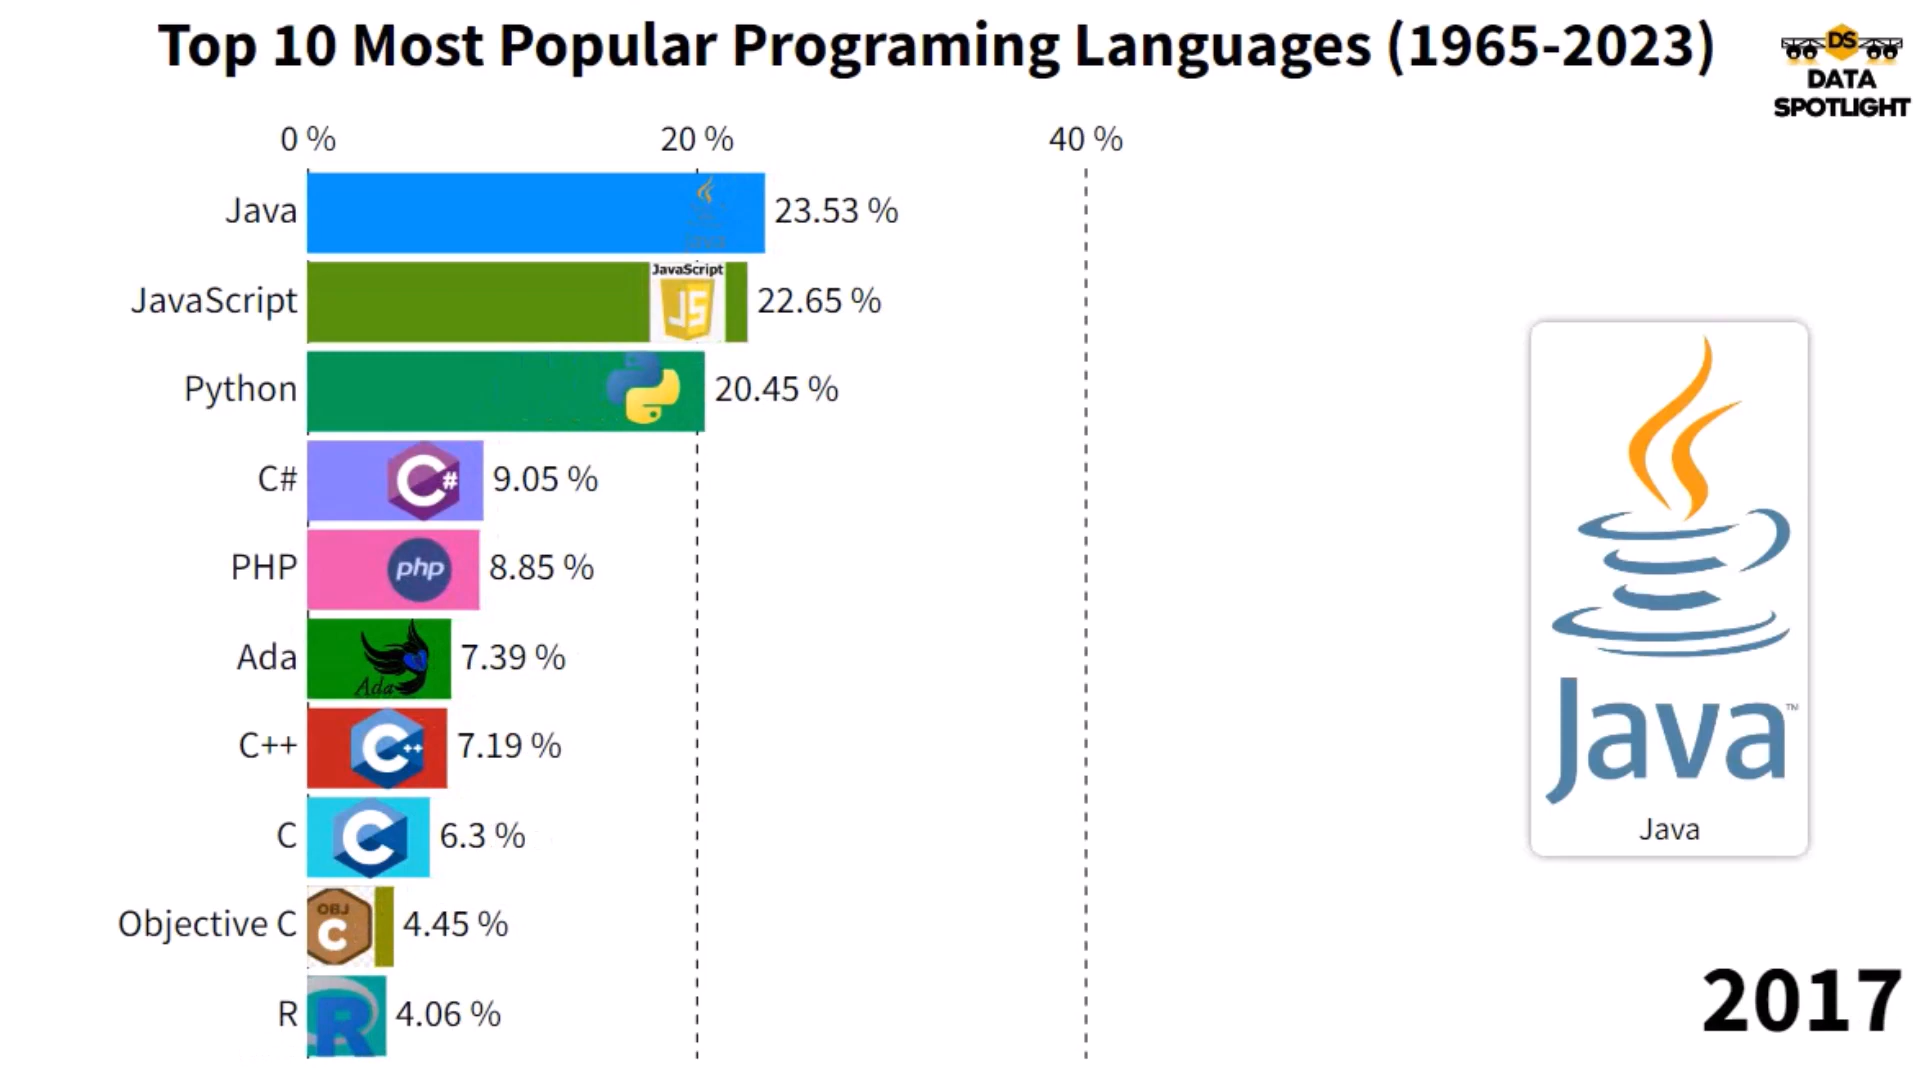 Top 10 Most Popular Programing Languages (1965-2023)
DS
DATA
SPOTLIGHT
0 %
20 %
40 %
Java
23.53 %
JavaScript
JavaScript
JS
22.65 %
Python
20.45 %
C#
C#
9.05 %
PHP
php
8.85 %
Ada
Ada
7.39 %
C++
C++
7.19 %
C
C
6.3 %
Objective C
OBJ
C
4.45 %
R
R
4.06 %
Java™
Java
2017